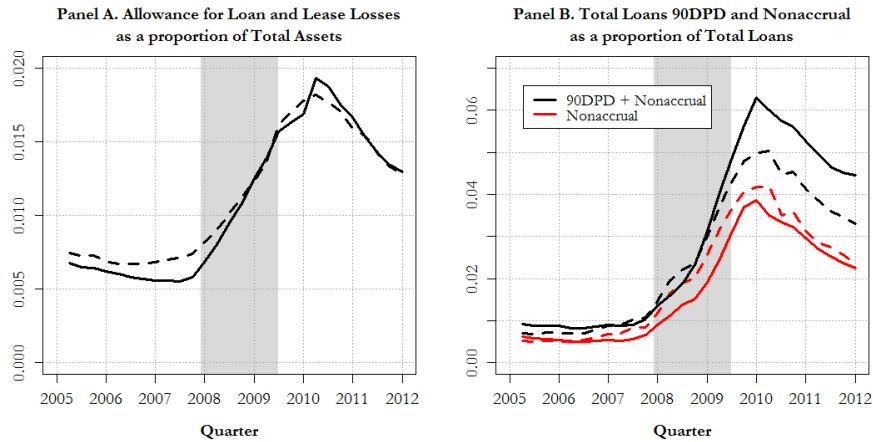 Panel A. Allowance for Loan and Lease Losses
as a proportion of Total Assets
0.020
0.015
0.010
0.005
0.000
2005 2006 2007 2008 2009 2010 2011 2012
Quarter
Panel B. Total Loans 90DPD and Nonaccrual
as a proportion of Total Loans
90DPD + Nonaccrual
Nonaccrual
0.06
0.04
0.02
0.00
2005 2006 2007 2008 2009 2010 2011 2012
Quarter